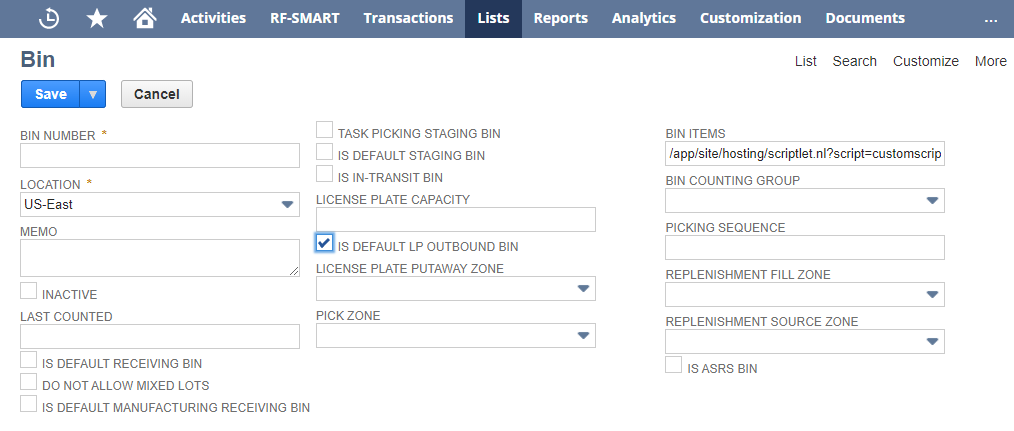 Activities RF-SMART Transactions Lists Reports Analytics Customization Documents ...
Bin
List Search Customize More
Save Cancel
BIN NUMBER *
LOCATION *
US-East
MEMO
INACTIVE
LAST COUNTED
IS DEFAULT RECEIVING BIN
DO NOT ALLOW MIXED LOTS
IS DEFAULT MANUFACTURING RECEIVING BIN
TASK PICKING STAGING BIN
IS DEFAULT STAGING BIN
IS IN-TRANSIT BIN
LICENSE PLATE CAPACITY
IS DEFAULT LP OUTBOUND BIN
LICENSE PLATE PUTAWAY ZONE
PICK ZONE
BIN ITEMS
/app/site/hosting/scriptlet.nl?script=customscrip
BIN COUNTING GROUP
PICKING SEQUENCE
REPLENISHMENT FILL ZONE
REPLENISHMENT SOURCE ZONE
IS ASRS BIN